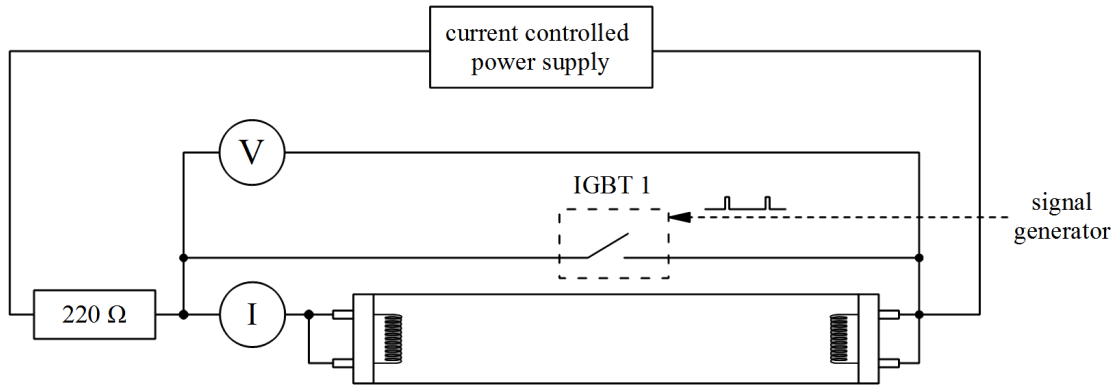 current controlled
power supply
V
IGBT 1
signal
generator
220 Ω
I